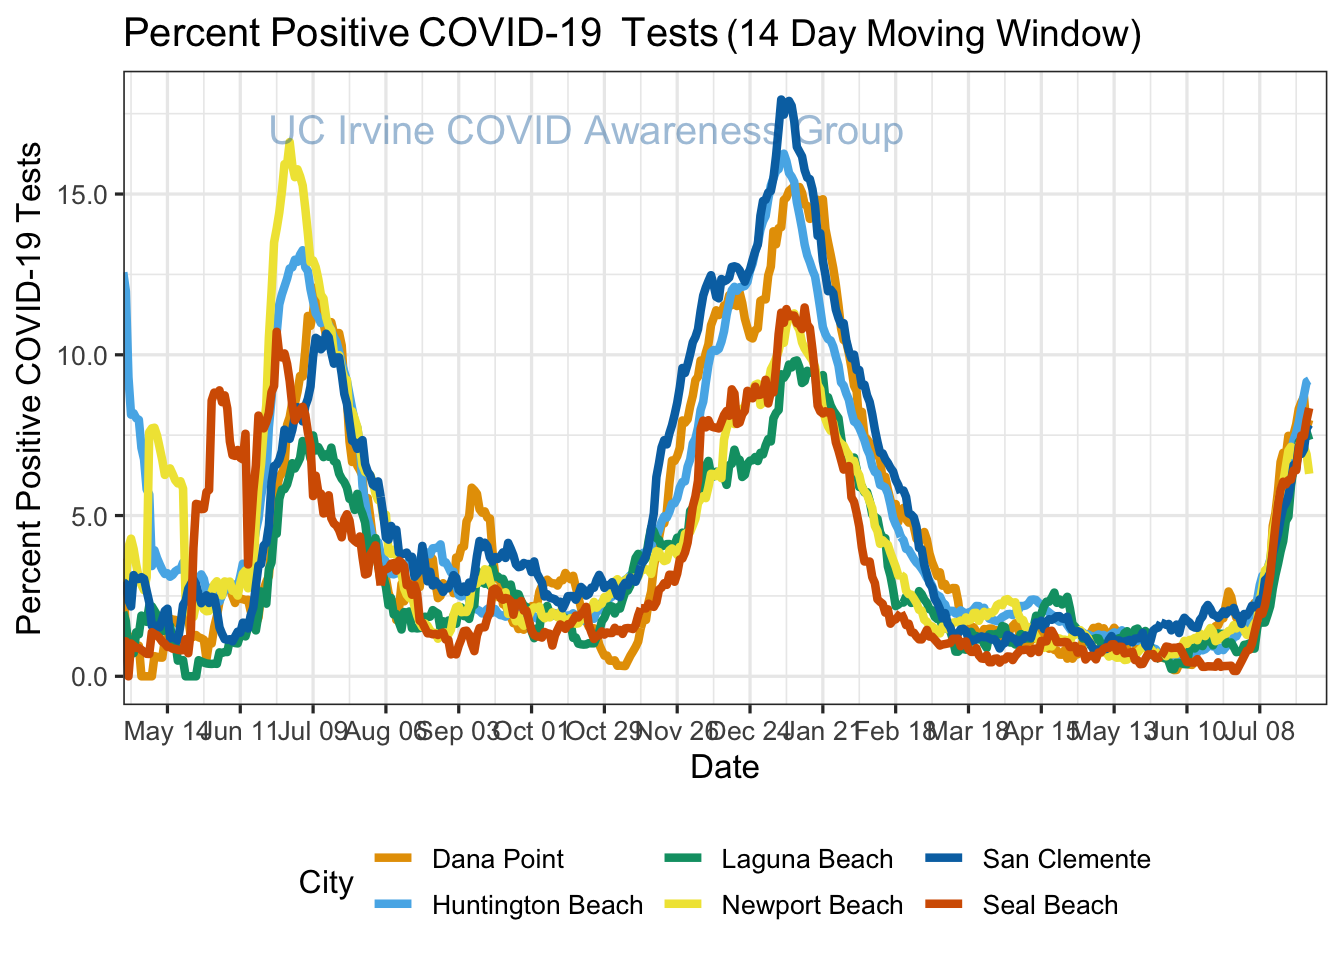 Percent Positive COVID-19 Tests (14 Day Moving Window)
UC Irvine COVID Awareness Group
Percent Positive COVID-19 Tests
15.0
10.0
5.0
0.0
May 14 Jun 11 Jul 09 Aug 06 Sep 03 Oct 01 Oct 29 Nov 26 Dec 24 Jan 21 Feb 18 Mar 18 Apr 15 May 13 Jun 10 Jul 08
Date
City
Dana Point Laguna Beach San Clemente
Huntington Beach Newport Beach Seal Beach